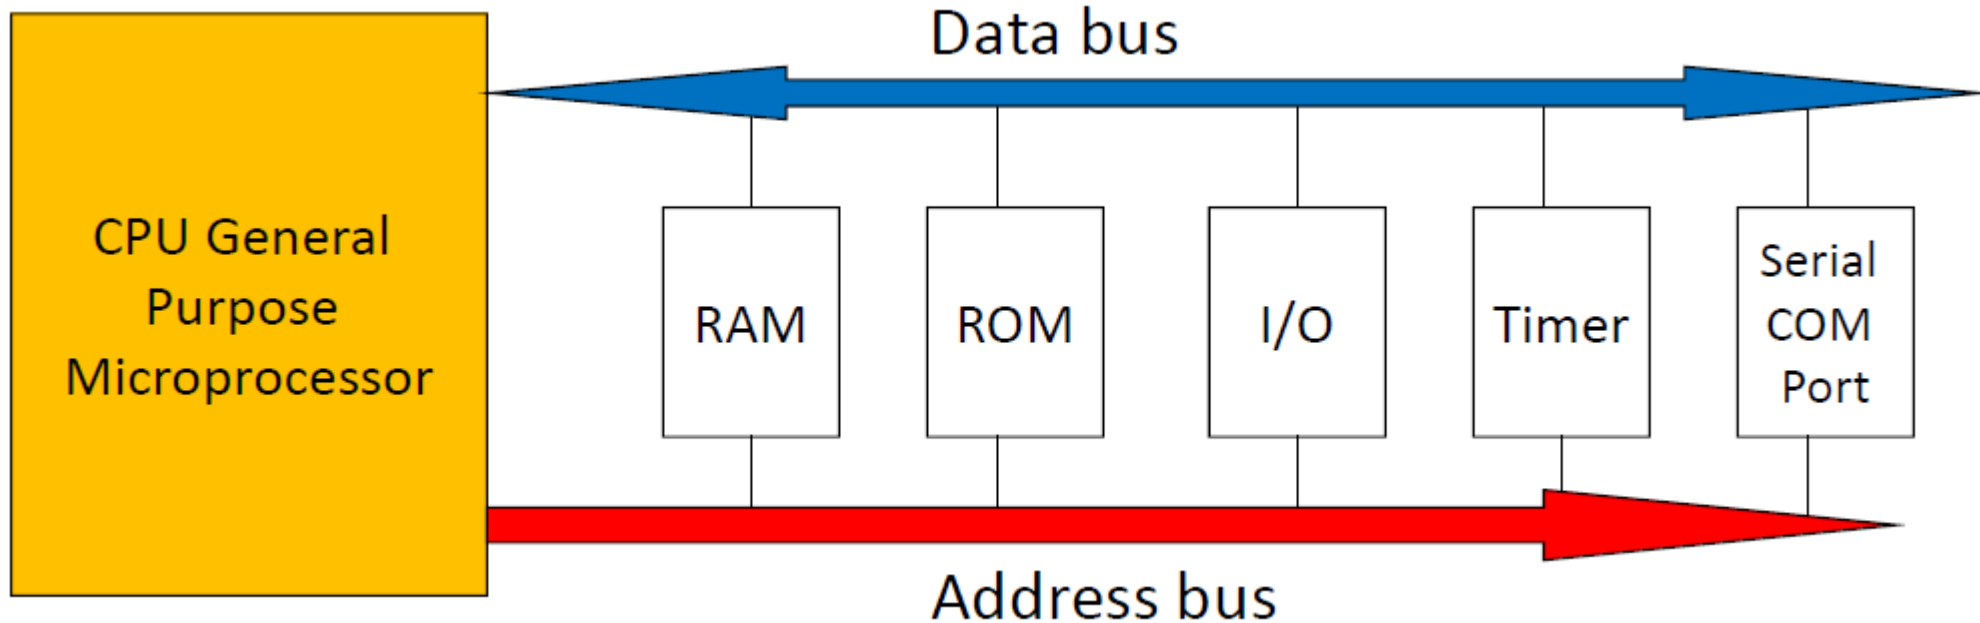 Data bus
CPU General
Purpose
Microprocessor
RAM
ROM
I/O
Timer
Serial
COM
Port
Address bus